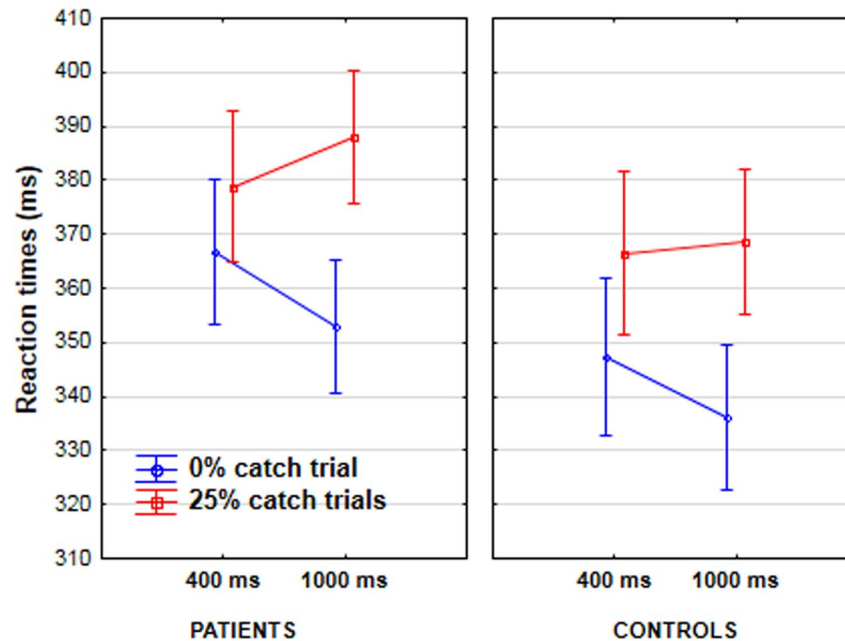 Reaction times (ms)
410
400
390
380
370
360
350
340
330
320
310
0% catch trial
25% catch trials
400 ms 1000 ms
400 ms 1000 ms
PATIENTS
CONTROLS